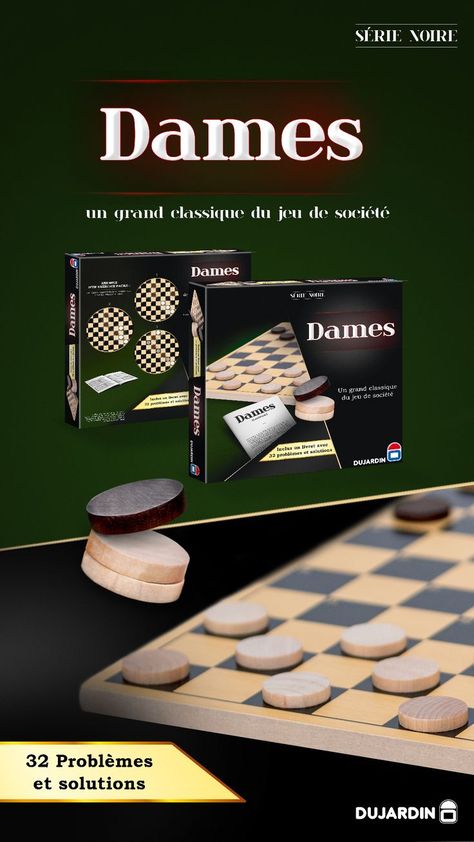 SÉRIE NOIRE
Dames
un grand classique du jeu de société
Dames
SÉRIE NOIRE
Dames
Un grand classique
du jeu de société
Dames
Inclus un livret avec
32 problèmes et solutions
DUJARDIN
Dames
Dames
32 Problèmes
et solutions
DUJARDIN